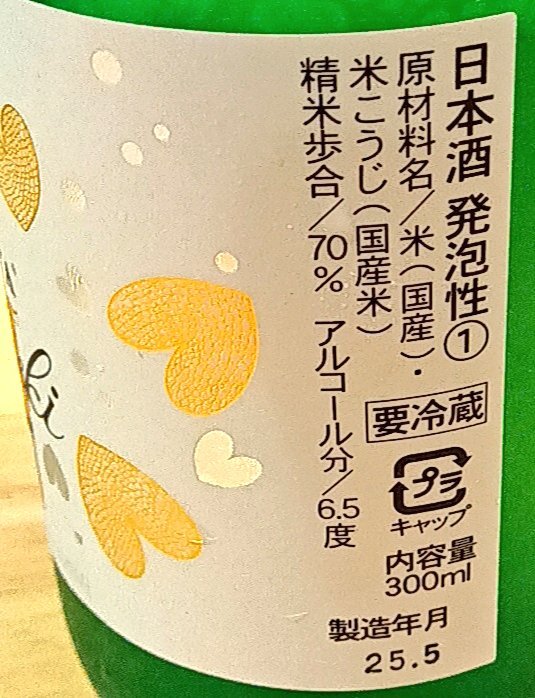 日本酒 発泡性①
原材料名/米(国産)・
米こうじ(国産米)
精米歩合/70% アルコール分/6.5度
要冷蔵
プラ
キャップ
内容量
300ml
製造年月
25.5
ki